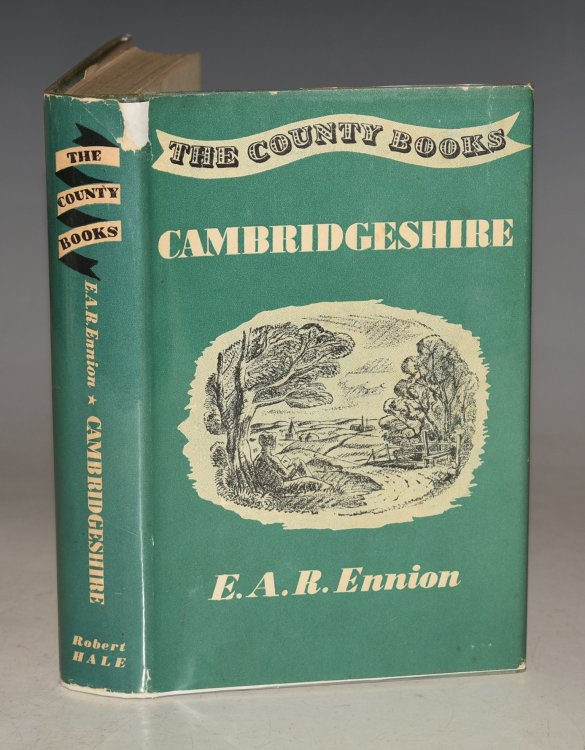 THE
COUNTY
BOOKS
E.A.R. Ennion ★ CAMBRIDGESHIRE
Robert
HALE
THE COUNTY BOOKS
CAMBRIDGESHIRE
E. A. R. Ennion